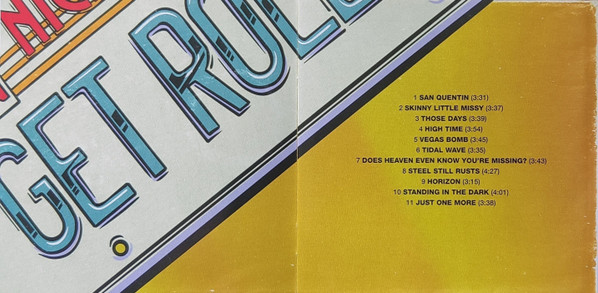 GET ROLL
1 SAN QUENTIN (3:31)
2 SKINNY LITTLE MISSY (3:37)
3 THOSE DAYS (3:39)
4 HIGH TIME (3:54)
5 VEGAS BOMB (3:45)
6 TIDAL WAVE (3:35)
7 DOES HEAVEN EVEN KNOW YOU'RE MISSING? (3:43)
8 STEEL STILL RUSTS (4:27)
9 HORIZON (3:15)
10 STANDING IN THE DARK (4:01)
11 JUST ONE MORE (3:38)